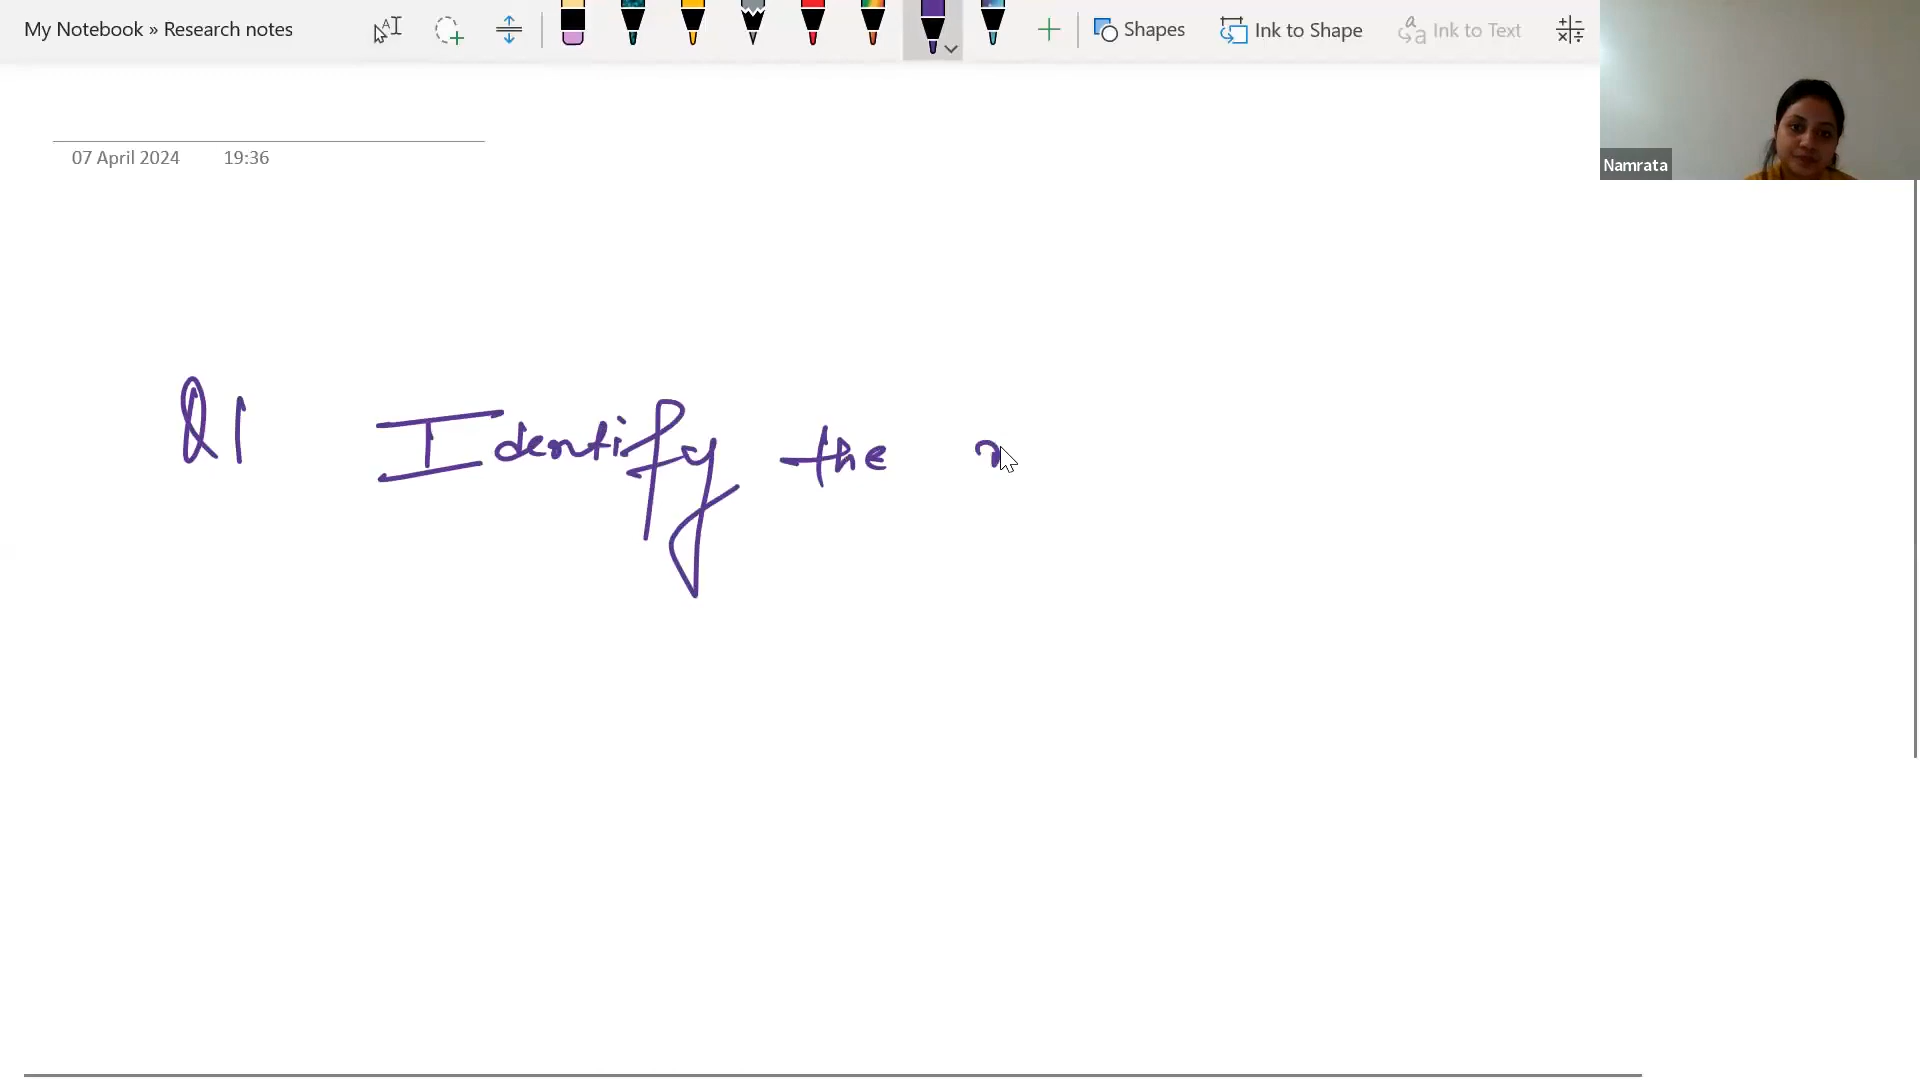 My Notebook » Research notes
Shapes Ink to Shape Ink to Text
Namrata
07 April 2024 19:36
Q1 Identify the